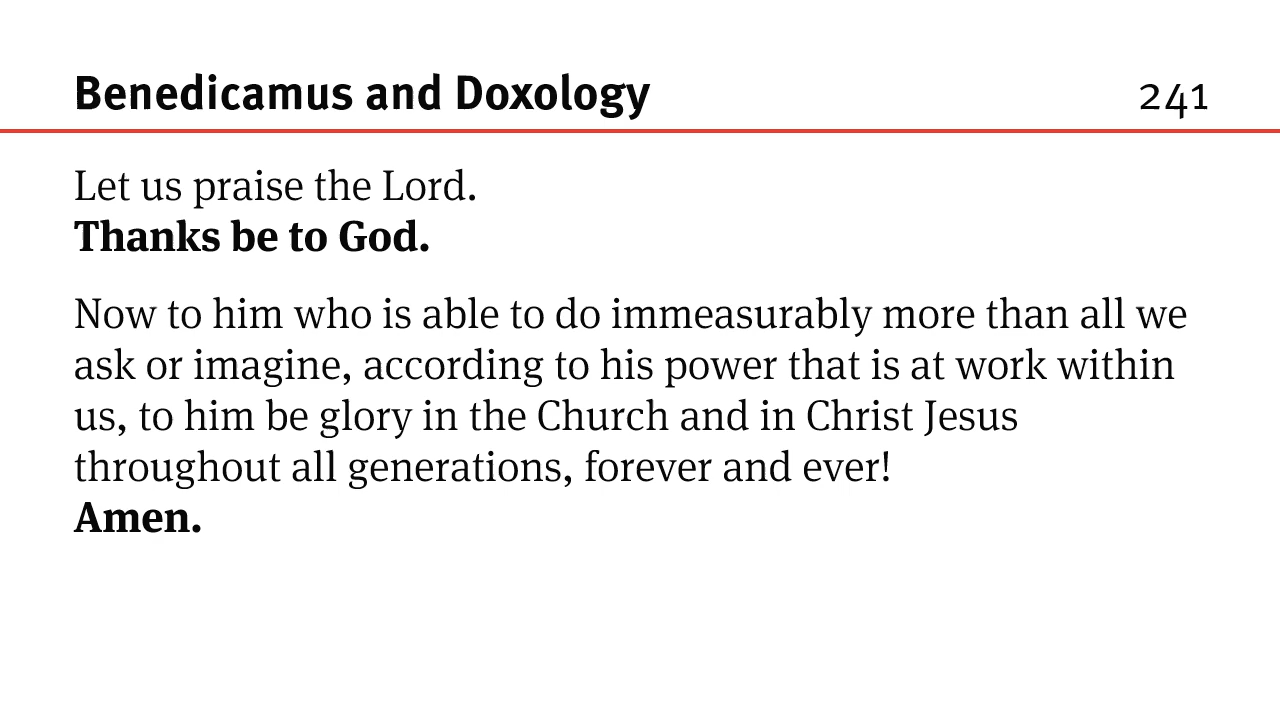 Benedicamus and Doxology 241
Let us praise the Lord.
Thanks be to God.
Now to him who is able to do immeasurably more than all we
ask or imagine, according to his power that is at work within
us, to him be glory in the Church and in Christ Jesus
throughout all generations, forever and ever!
Amen.